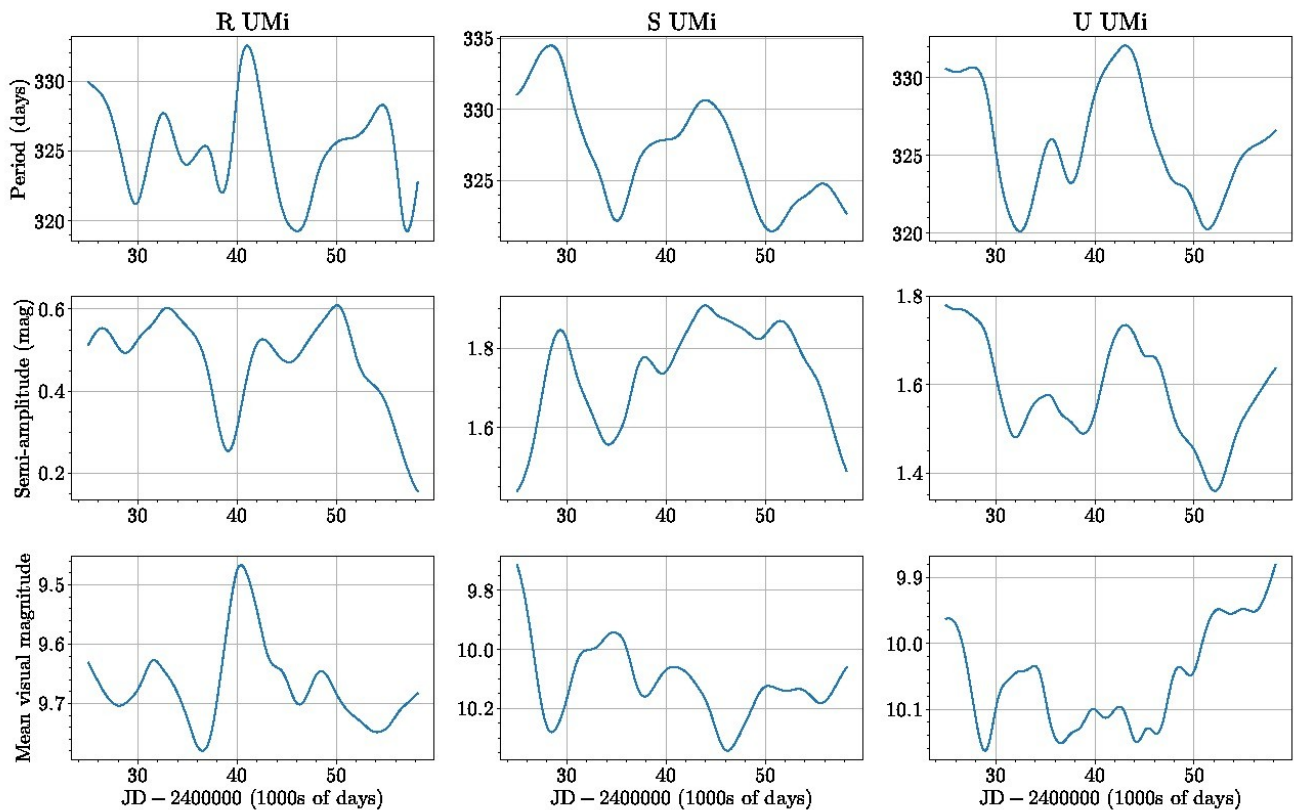 R UMi
S UMi
U UMi
Period (days)
330
325
320
30 40 50
335
330
325
30 40 50
330
325
320
30 40 50
Semi-amplitude (mag)
0.6
0.4
0.2
30 40 50
1.8
1.6
30 40 50
1.8
1.6
1.4
30 40 50
Mean visual magnitude
9.5
9.6
9.7
30 40 50
JD − 2400000 (1000s of days)
9.8
10.0
10.2
30 40 50
JD − 2400000 (1000s of days)
9.9
10.0
10.1
30 40 50
JD − 2400000 (1000s of days)